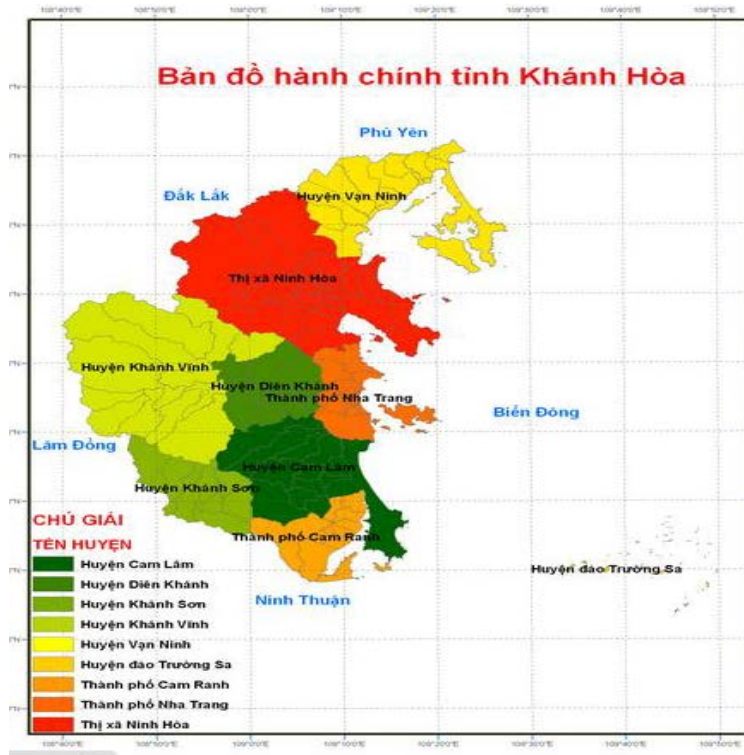 Bản đồ hành chính tỉnh Khánh Hòa
Phú Yên
Đắk Lắk
Huyện Vạn Ninh
Thị xã Ninh Hòa
Huyện Khánh Vĩnh
Huyện Diên Khánh
Thành phố Nha Trang
Biển Đông
Lâm Đồng
Huyện Cam Lâm
Huyện Khánh Sơn
Thành phố Cam Ranh
Huyện đảo Trường Sa
Ninh Thuận
CHÚ GIẢI
TÊN HUYỆN
Huyện Cam Lâm
Huyện Diên Khánh
Huyện Khánh Sơn
Huyện Khánh Vĩnh
Huyện Vạn Ninh
Huyện đảo Trường Sa
Thành phố Cam Ranh
Thành phố Nha Trang
Thị xã Ninh Hòa